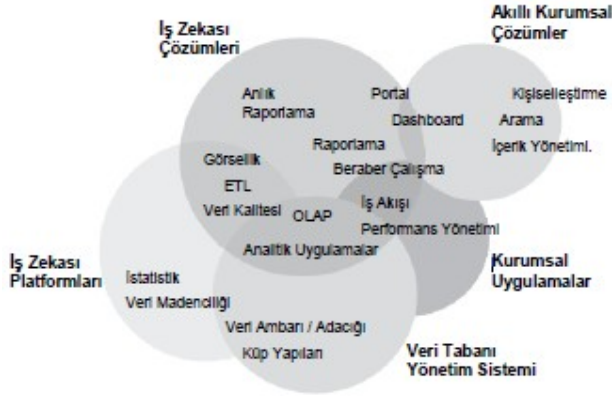 İş Zekası
Çözümleri
Akıllı Kurumsal
Çözümler
Anlık
Raporlama
Portal
Dashboard
Kişiselleştirme
Arama
İçerik Yönetimi.
Raporlama
Beraber Çalışma
Görsellik
ETL
Veri Kalitesi
OLAP
İş Akışı
Performans Yönetimi
Analitik Uygulamalar
İş Zekası
Platformları
İstatistik
Veri Madenciliği
Kurumsal
Uygulamalar
Veri Ambarı / Adacığı
Küp Yapıları
Veri Tabanı
Yönetim Sistemi